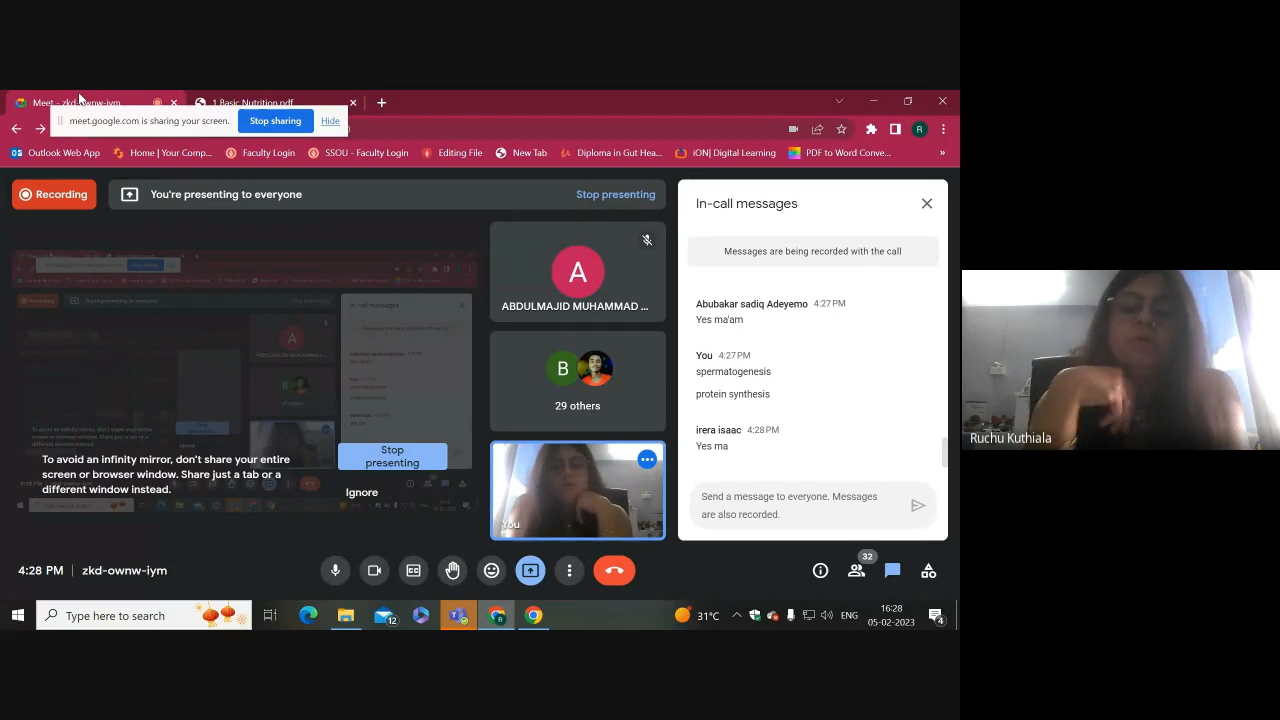 Meet - zkd-ownw-iym
1 Basic Nutrition.pdf
meet.google.com is sharing your screen.
Stop sharing
Hide
R
Outlook Web App
Home | Your Comp...
Faculty Login
SSOU - Faculty Login
Editing File
New Tab
Diploma in Gut Hea...
iON| Digital Learning
PDF to Word Conve...
»
Recording
You're presenting to everyone
Stop presenting
In-call messages
Messages are being recorded with the call
A
ABDULMAJID MUHAMMAD ...
B
29 others
Abubakar sadiq Adeyemo 4:27 PM
Yes ma'am
You 4:27 PM
spermatogenesis
protein synthesis
irera isaac 4:28 PM
Yes ma
To avoid an infinity mirror, don't share your entire
screen or browser window. Share just a tab or a
different window instead.
Stop
presenting
Ignore
You
Send a message to everyone. Messages
are also recorded.
Ruchu Kuthiala
4:28 PM | zkd-ownw-iym
32
Type here to search
12
31°C
ENG
16:28
05-02-2023
4